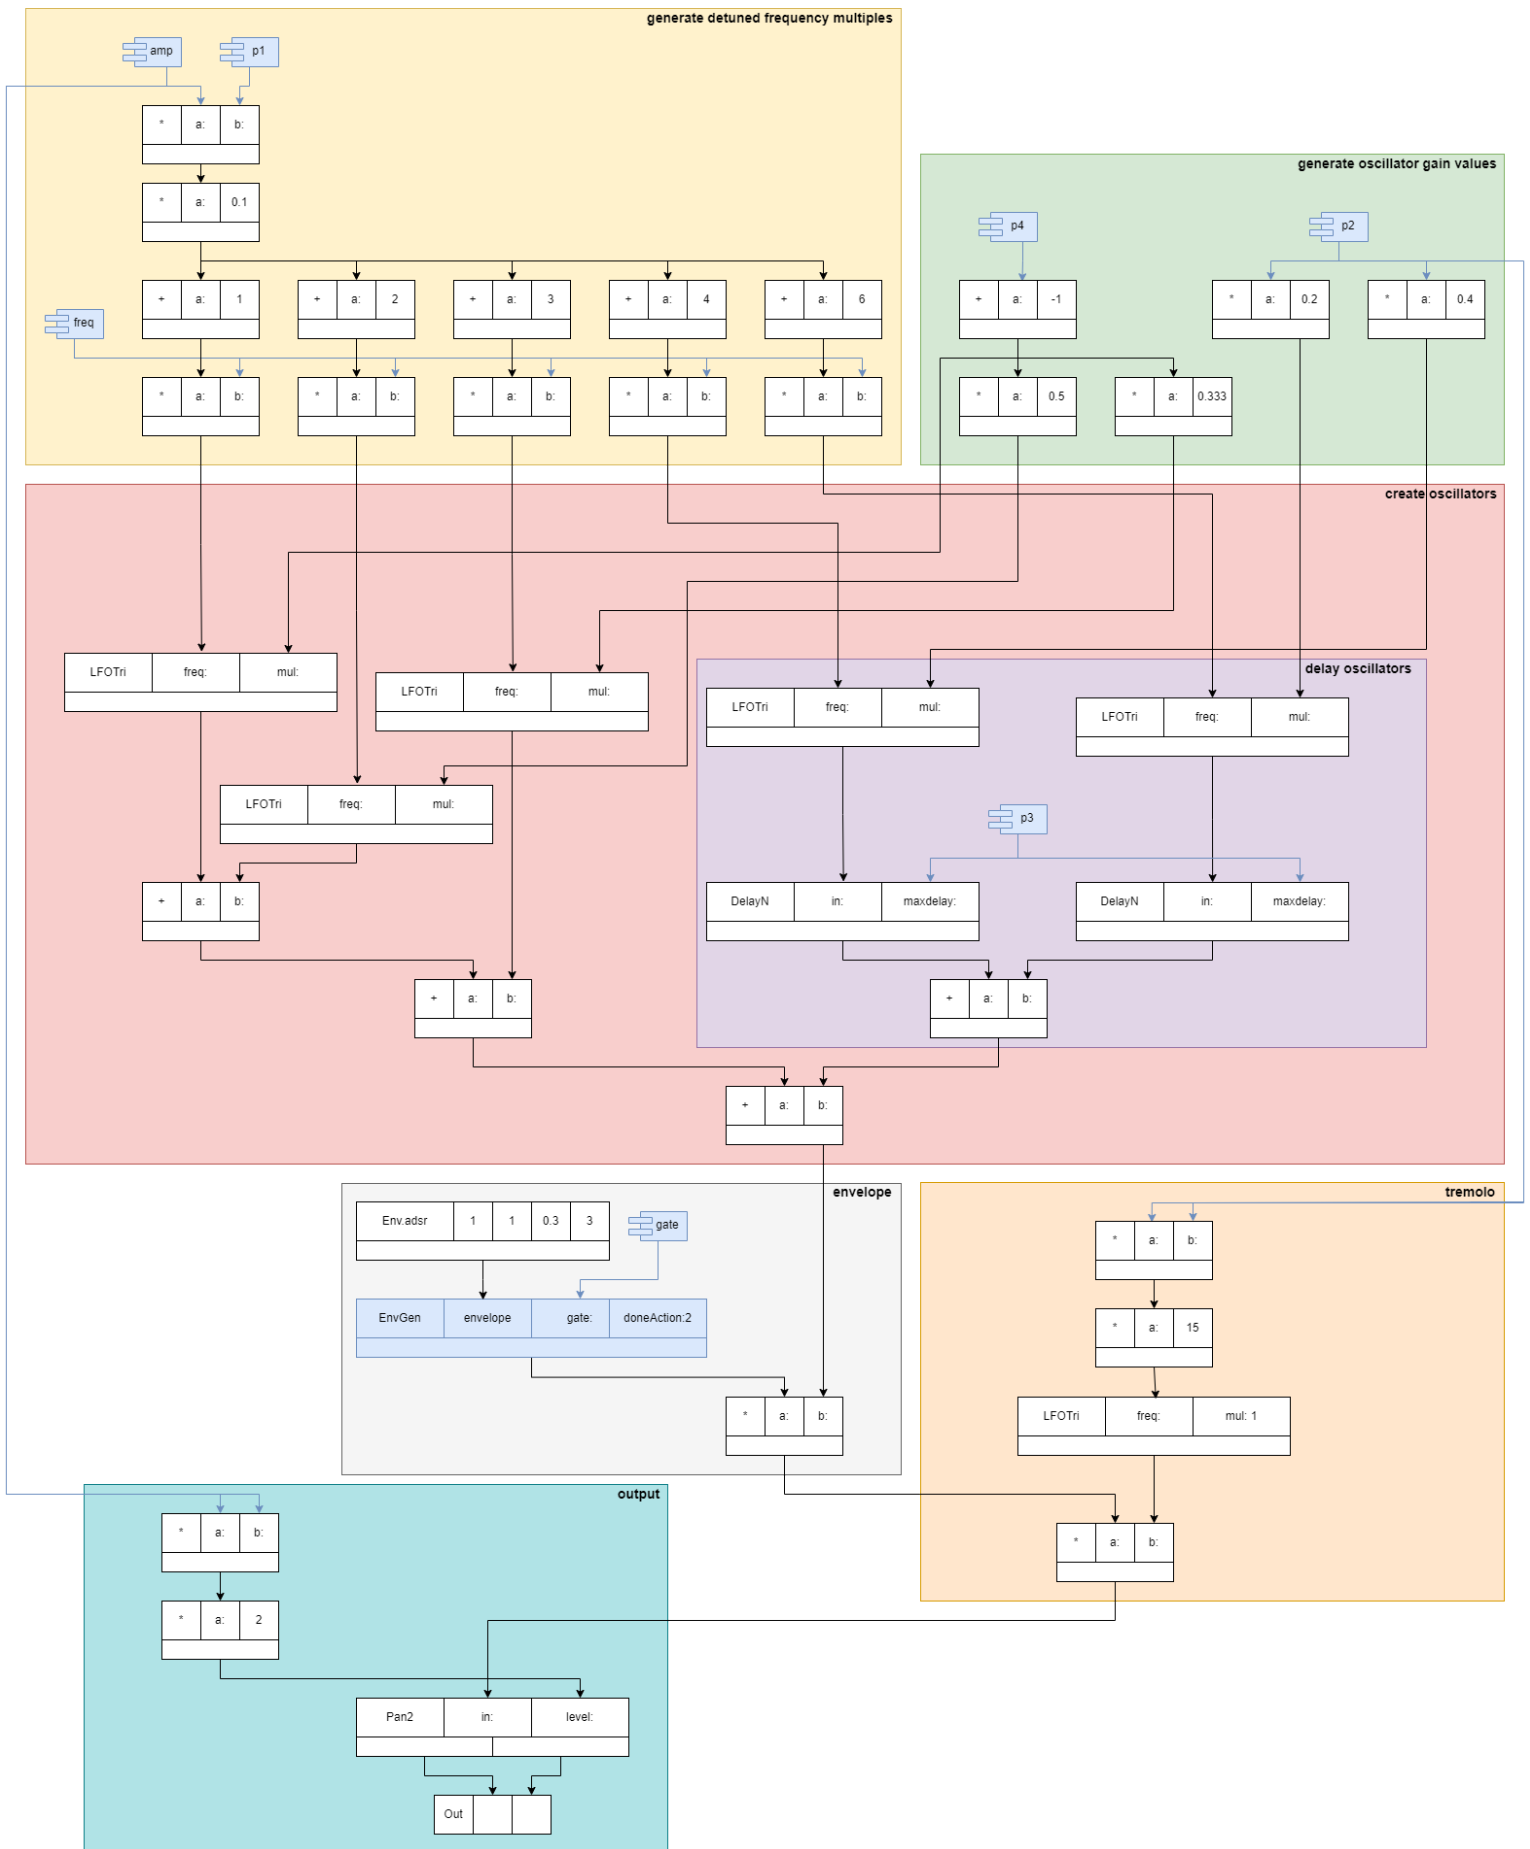 generate detuned frequency multiples
amp
p1
* a: b:
* a: 0.1
+ a: 1
+ a: 2
+ a: 3
+ a: 4
+ a: 6
freq
* a: b:
* a: b:
* a: b:
* a: b:
* a: b:
generate oscillator gain values
p4
p2
+ a: -1
* a: 0.2
* a: 0.4
* a: 0.5
* a: 0.333
create oscillators
LFOTri freq: mul:
LFOTri freq: mul:
LFOTri freq: mul:
+ a: b:
+ a: b:
delay oscillators
LFOTri freq: mul:
LFOTri freq: mul:
p3
DelayN in: maxdelay:
DelayN in: maxdelay:
+ a: b:
+ a: b:
envelope
Env.adsr 1 1 0.3 3
gate
EnvGen envelope gate: doneAction:2
* a: b:
tremolo
* a: b:
* a: 15
LFOTri freq: mul: 1
* a: b:
output
* a: b:
* a: 2
Pan2 in: level:
Out